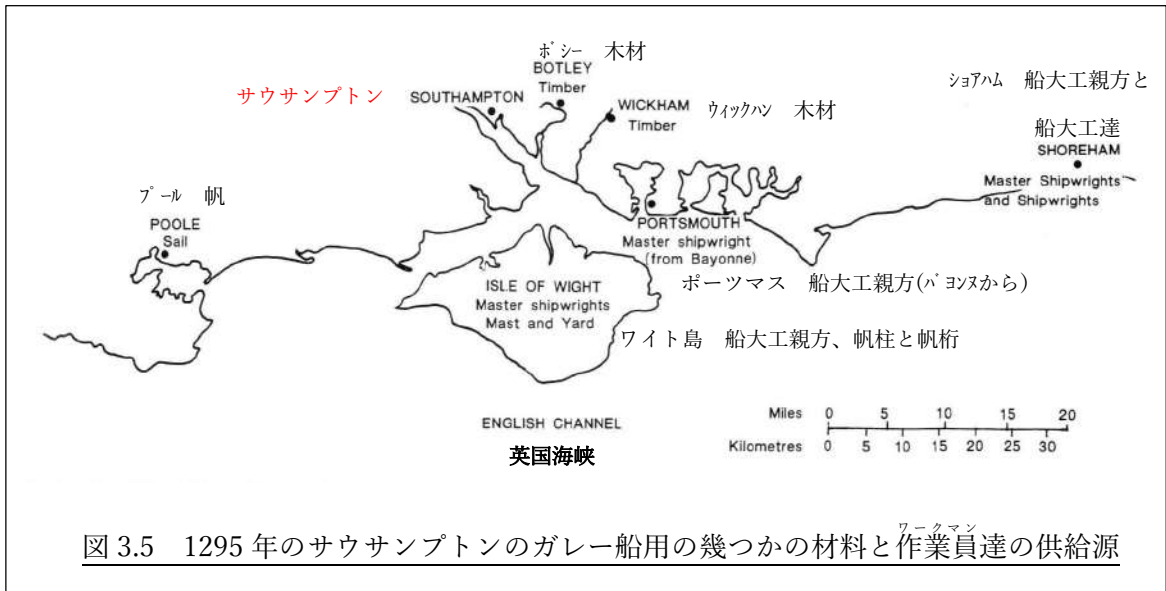 ボシー 木材
BOTLEY
Timber
サウサンプトン
SOUTHAMPTON
WICKHAM
Timber
ウィックハン 木材
ショアハム 船大工親方と
船大工達
SHOREHAM
Master Shipwrights
and Shipwrights
プール 帆
POOLE
Sail
PORTSMOUTH
Master shipwright
(from Bayonne)
ポーツマス 船大工親方(バヨンヌから)
ISLE OF WIGHT
Master shipwrights
Mast and Yard
ワイト島 船大工親方、帆柱と帆桁
ENGLISH CHANNEL
英国海峡
Miles 0 5 10 15 20
Kilometres 0 5 10 15 20 25 30
ワークマン
図 3.5 1295 年のサウサンプトンのガレー船用の幾つかの材料と作業員達の供給源